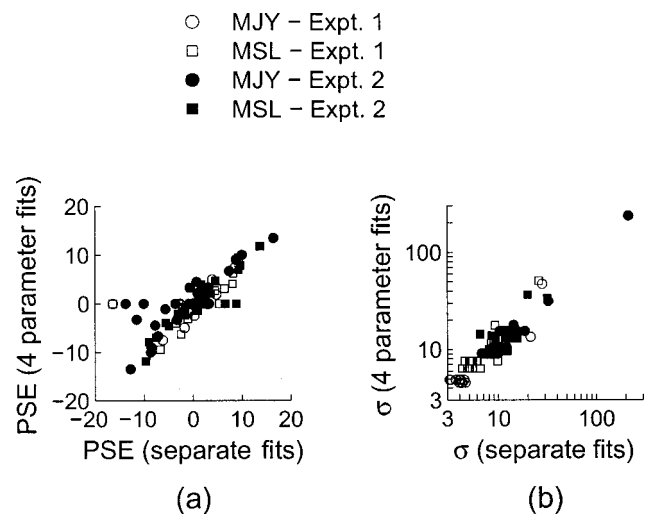 MJY – Expt. 1
MSL – Expt. 1
MJY – Expt. 2
MSL – Expt. 2
PSE (4 parameter fits)
20
10
0
−10
−20
−20
−10
0
10
20
PSE (separate fits)
(a)
σ (4 parameter fits)
100
10
3
3
10
100
σ (separate fits)
(b)